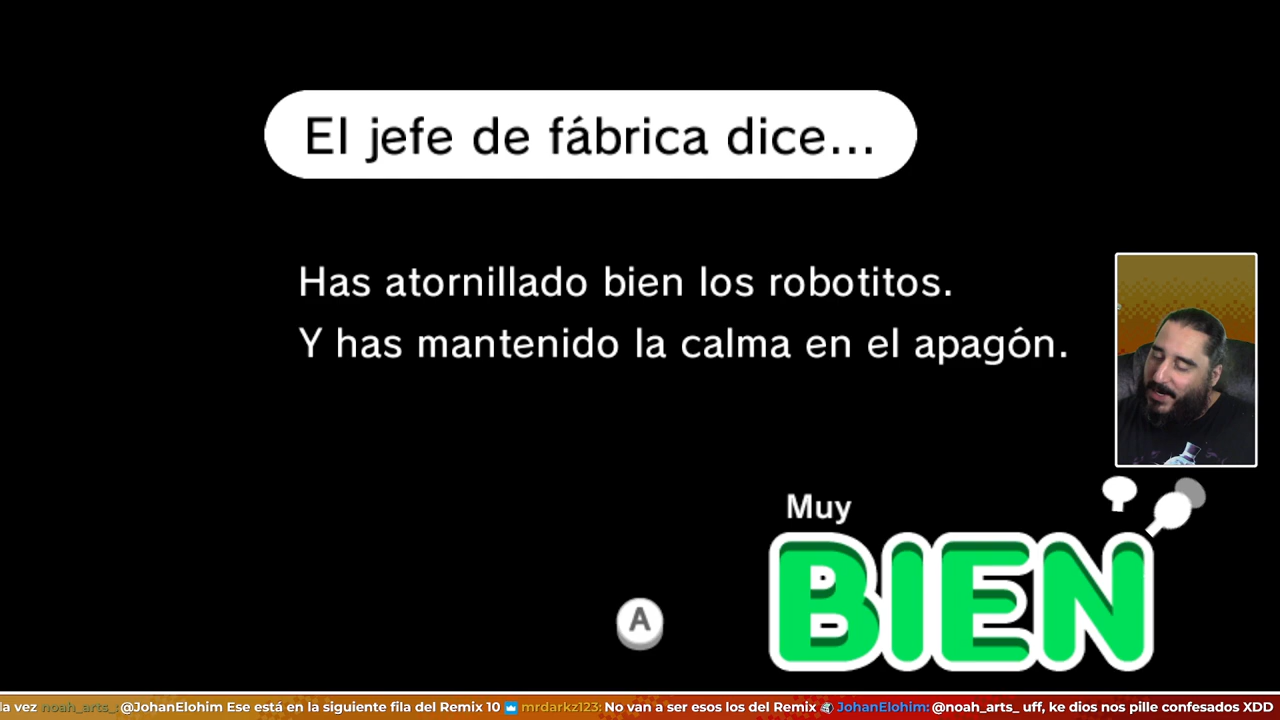 El jefe de fábrica dice...
Has atornillado bien los robotitos.
Y has mantenido la calma en el apagón.
Muy
BIEN
A
la vez noah_arts_: @JohanElohim Ese está en la siguiente fila del Remix 10 mrdarkz123: No van a ser esos los del Remix JohanElohim: @noah_arts_ uff, ke dios nos pille confesados XDD